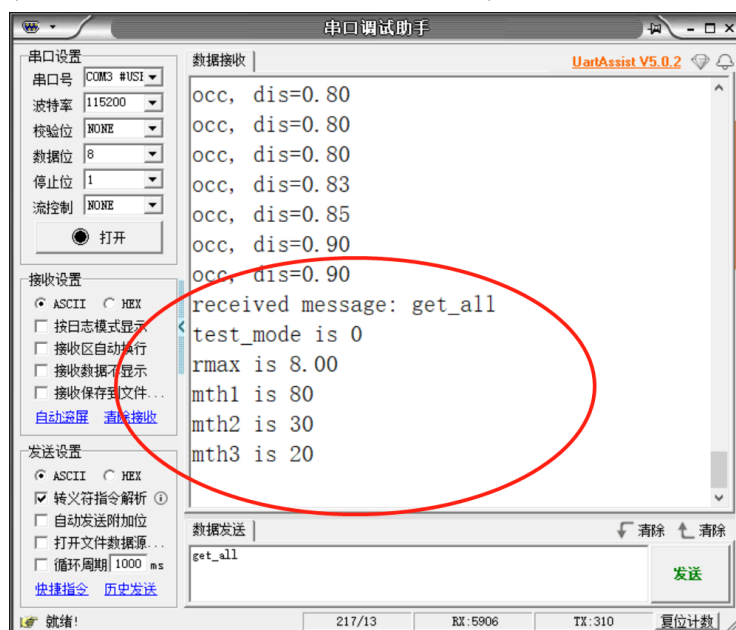 串口调试助手
串口设置
串口号 COM3 #USI
波特率 115200
校验位 NONE
数据位 8
停止位 1
流控制 NONE
打开
接收设置
ASCII HEX
按日志模式显示
接收区自动换行
接收数据不显示
接收保存到文件...
自动滚屏 清除接收
发送设置
ASCII HEX
转义符指令解析
自动发送附加位
打开文件数据源...
循环周期 1000 ms
快捷指令 历史发送
数据接收 UartAssist V5.0.2
occ, dis=0.80
occ, dis=0.80
occ, dis=0.80
occ, dis=0.83
occ, dis=0.85
occ, dis=0.90
occ, dis=0.90
received message: get_all
test_mode is 0
rmax is 8.00
mth1 is 80
mth2 is 30
mth3 is 20
数据发送 清除 清除
get_all
发送
就绪! 217/13 RX:5906 TX:310 复位计数